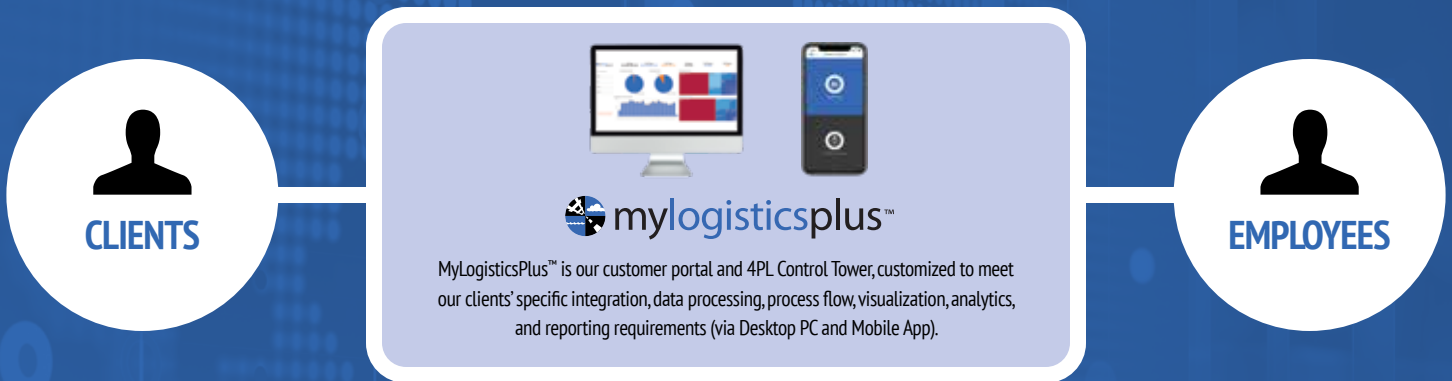 CLIENTS
mylogisticsplus™
MyLogisticsPlus™ is our customer portal and 4PL Control Tower, customized to meet
our clients' specific integration, data processing, process flow, visualization, analytics,
and reporting requirements (via Desktop PC and Mobile App).
EMPLOYEES